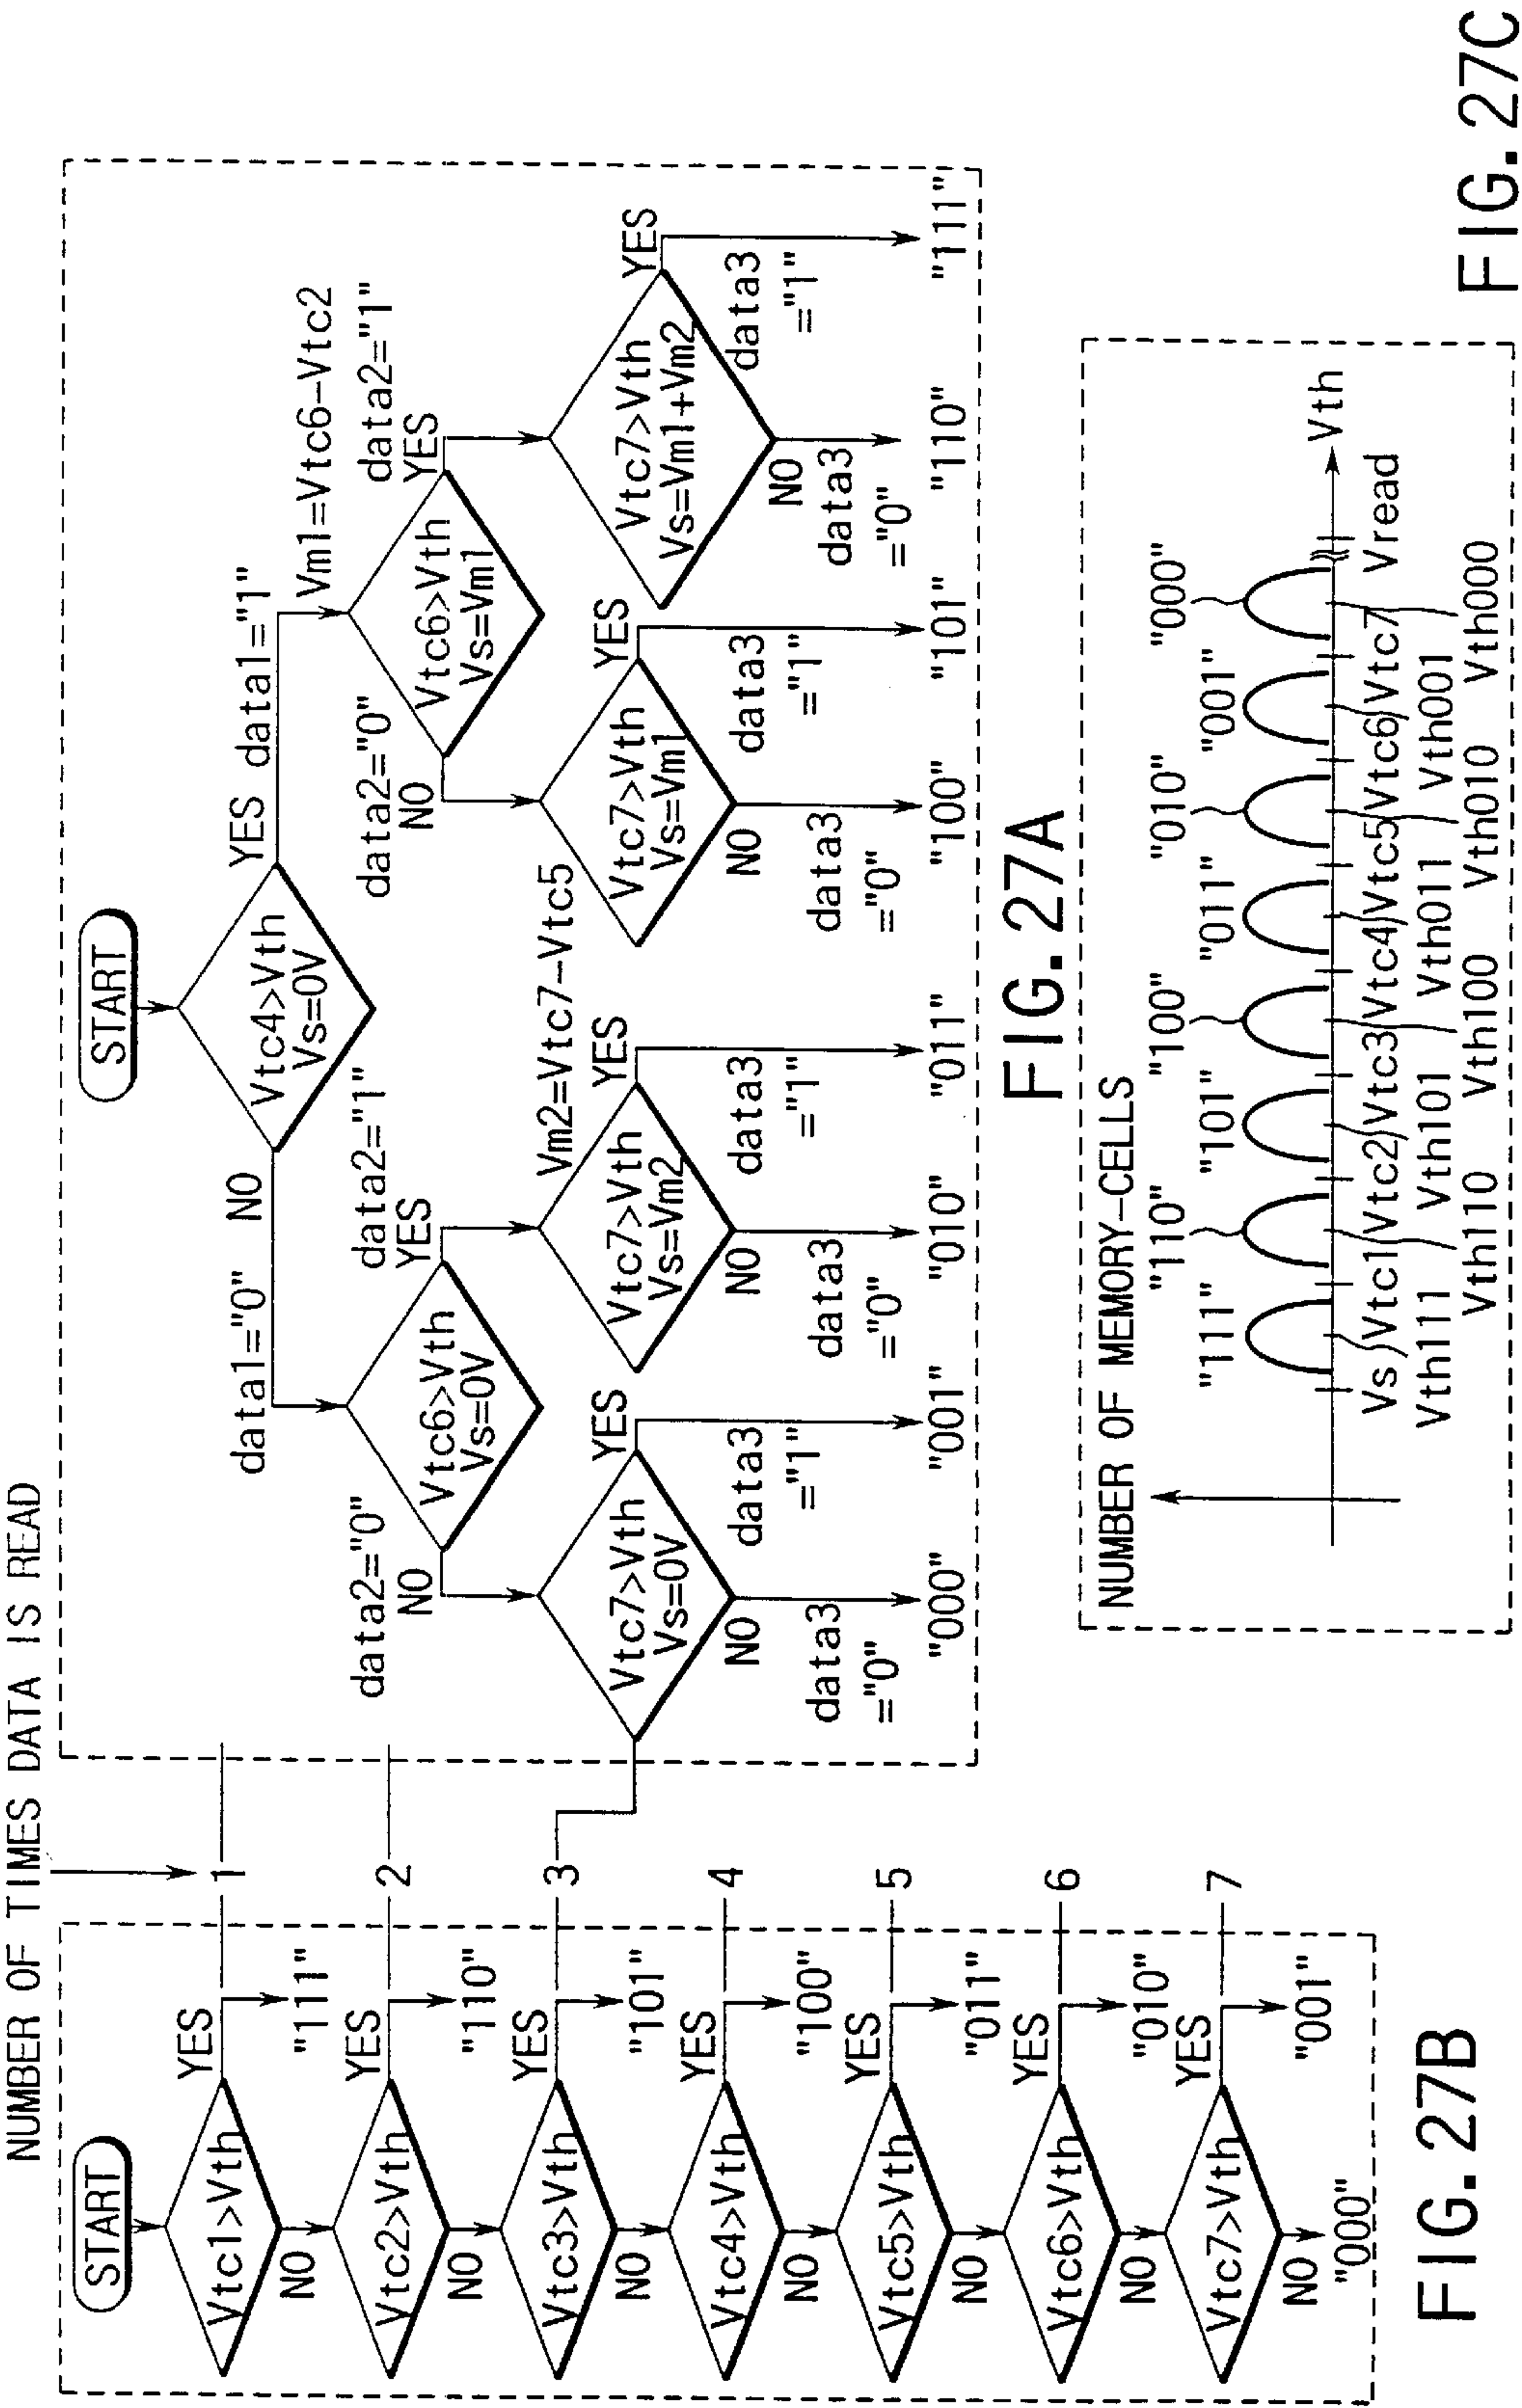 NUMBER OF TIMES DATA IS READ
START
Vtc1>Vth
YES
"111"
NO
Vtc2>Vth
YES
"110"
NO
Vtc3>Vth
YES
"101"
NO
Vtc4>Vth
YES
"100"
NO
Vtc5>Vth
YES
"011"
NO
Vtc6>Vth
YES
"010"
NO
Vtc7>Vth
YES
"001"
NO
"000"
FIG. 27B
1
2
3
4
5
6
7
START
Vtc4>Vth
Vs=0V
NO
data1="0"
YES
data1="1"
Vtc6>Vth
Vs=0V
data2="0"
NO
data2="1"
YES
Vm1=Vtc6-Vtc2
Vtc6>Vth
Vs=Vm1
data2="0"
NO
data2="1"
YES
Vtc7>Vth
Vs=0V
NO
data3
="0"
"000"
YES
data3
="1"
"001"
Vm2=Vtc7-Vtc5
Vtc7>Vth
Vs=Vm2
NO
data3
="0"
"010"
YES
data3
="1"
"011"
Vtc7>Vth
Vs=Vm1
NO
data3
="0"
"100"
YES
data3
="1"
"101"
Vtc7>Vth
Vs=Vm1+Vm2
NO
data3
="0"
"110"
YES
data3
="1"
"111"
FIG. 27A
NUMBER OF MEMORY-CELLS
"111"
"110"
"101"
"100"
"011"
"010"
"001"
"000"
Vth
Vs Vtc1 Vtc2 Vtc3 Vtc4 Vtc5 Vtc6 Vtc7 Vread
Vth111 Vth101 Vth011 Vth001
Vth110 Vth100 Vth010 Vth000
FIG. 27C